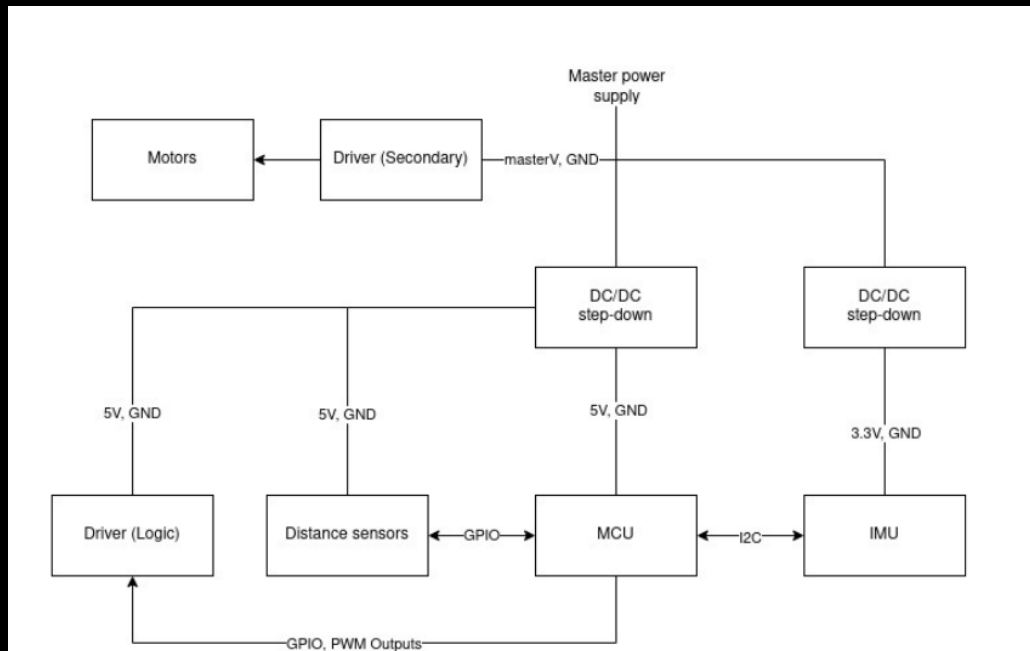 Master power
supply
Motors
Driver (Secondary)
masterV, GND
DC/DC
step-down
DC/DC
step-down
5V, GND
5V, GND
5V, GND
3.3V, GND
Driver (Logic)
Distance sensors
GPIO
MCU
I2C
IMU
GPIO, PWM Outputs